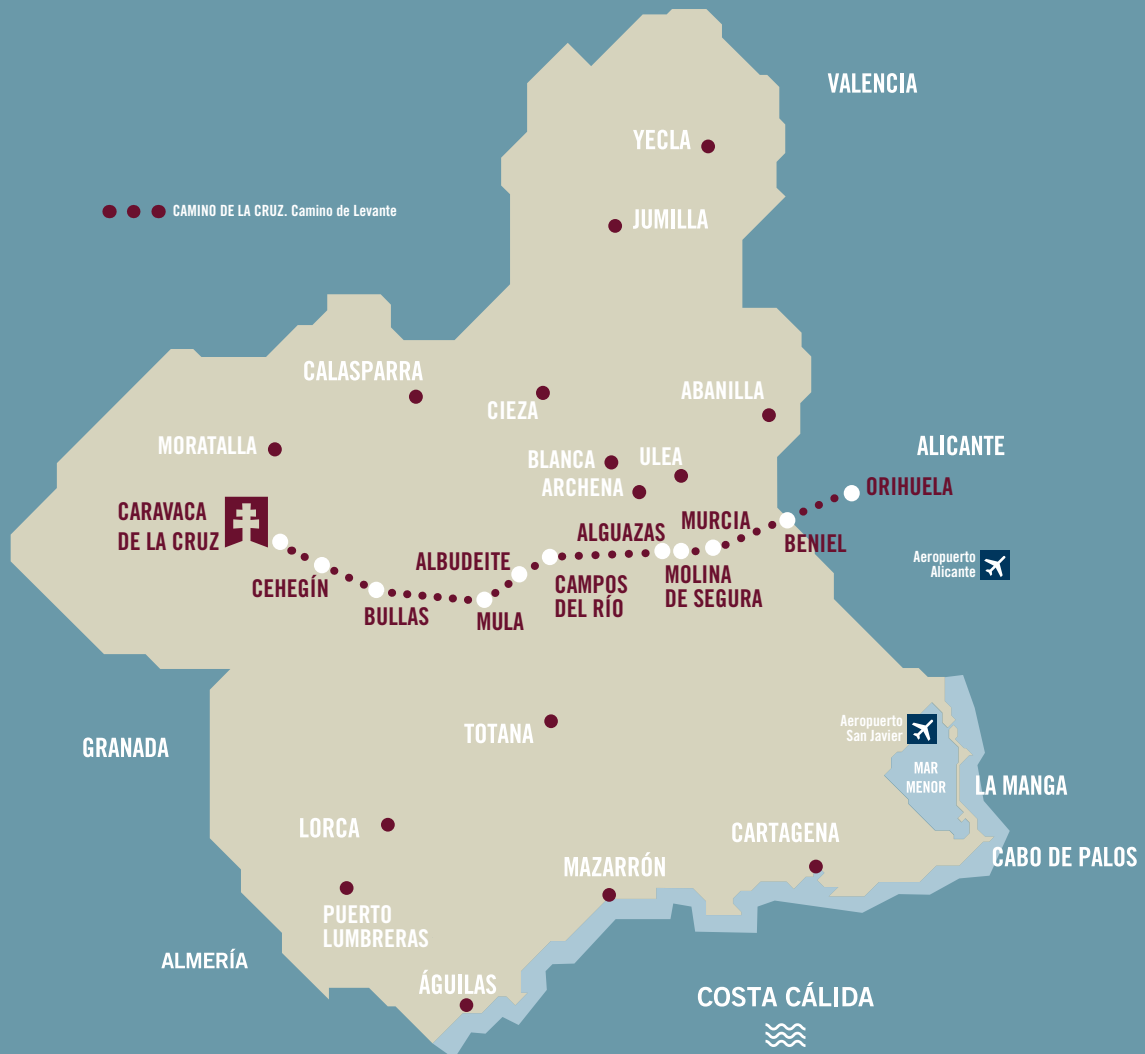 VALENCIA
YECLA
CAMINO DE LA CRUZ. Camino de Levante
JUMILLA
CALASPARRA
CIEZA
ABANILLA
MORATALLA
BLANCA
ULEA
ALICANTE
ARCHENA
ORIHUELA
CARAVACA
DE LA CRUZ
ALGUAZAS
MURCIA
BENIEL
ALBUDEITE
CEHEGÍN
CAMPOS
DEL RÍO
MOLINA
DE SEGURA
Aeropuerto
Alicante
BULLAS
MULA
TOTANA
Aeropuerto
San Javier
GRANADA
MAR
MENOR
LA MANGA
LORCA
CARTAGENA
CABO DE PALOS
MAZARRÓN
PUERTO
LUMBRERAS
ALMERÍA
ÁGUILAS
COSTA CÁLIDA